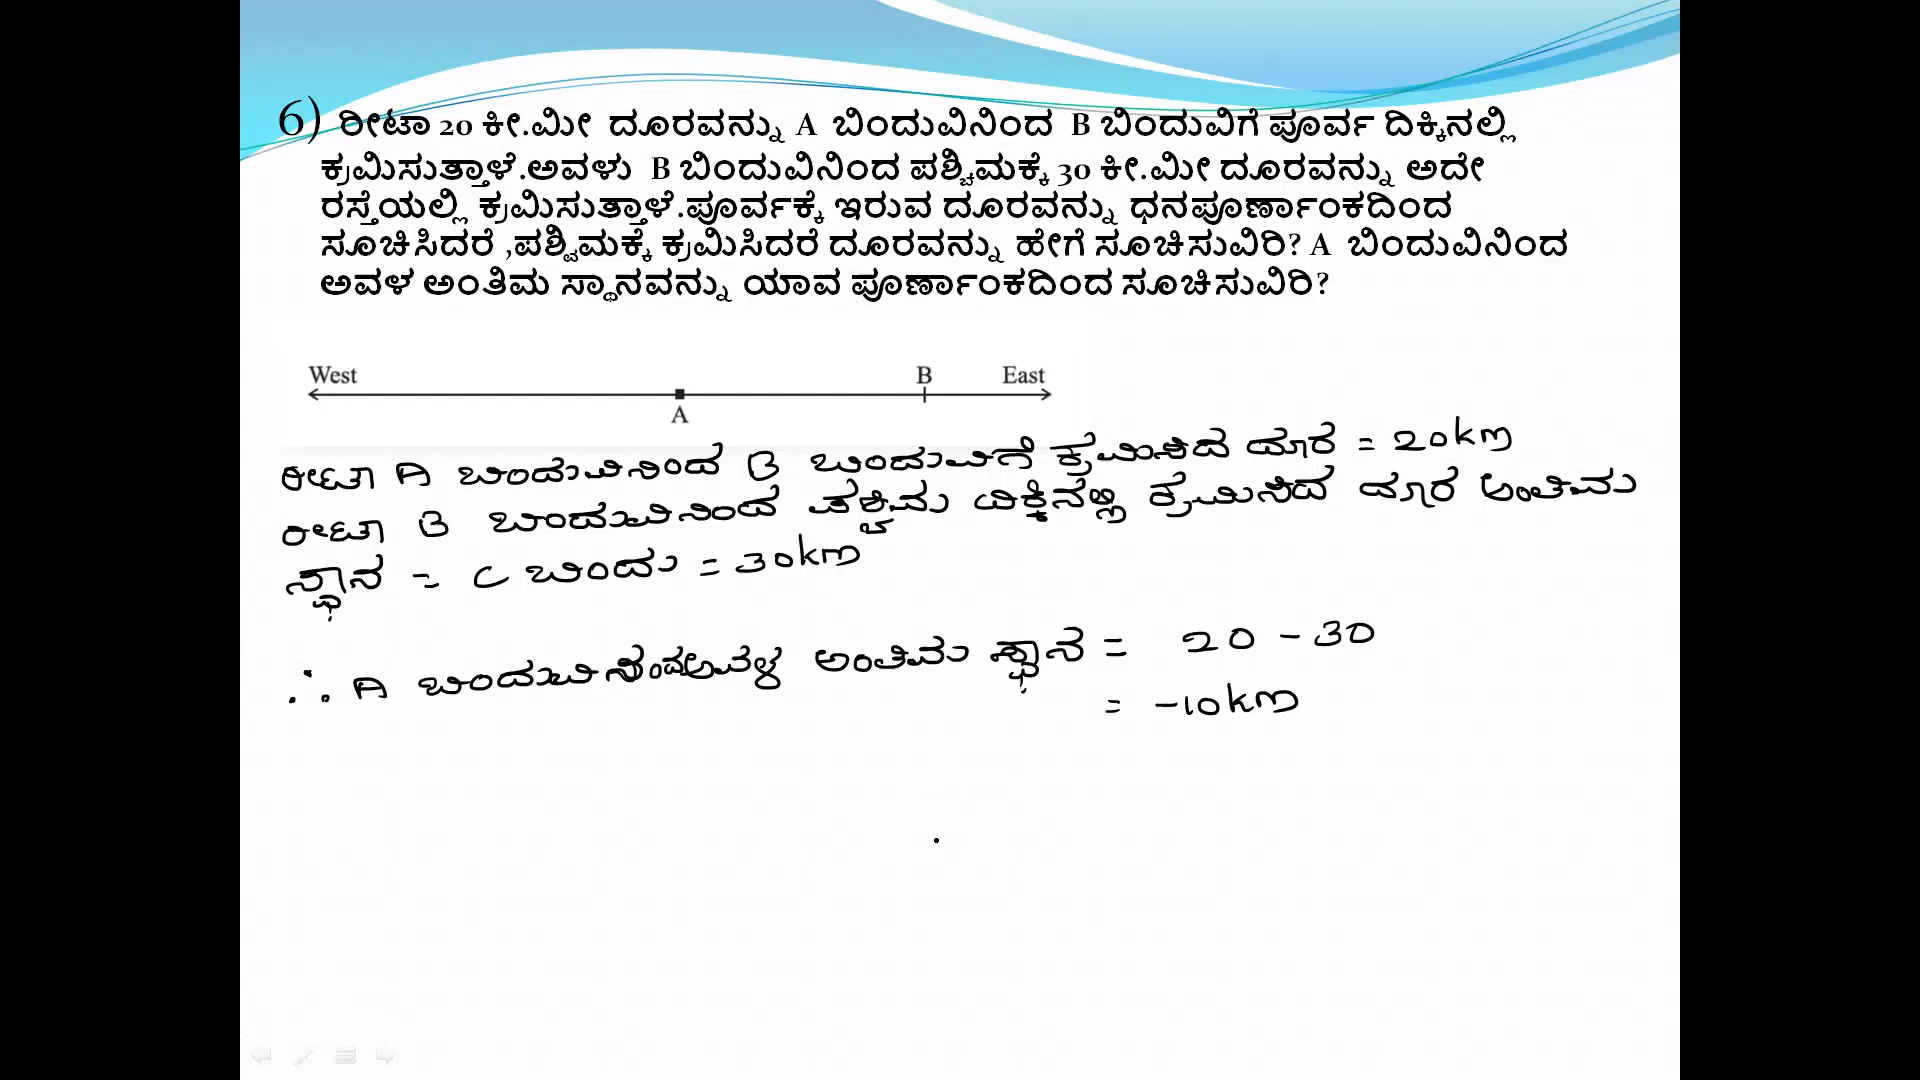 6) ರೀಟಾ 20 ಕೀ.ಮೀ ದೂರವನ್ನು A ಬಿಂದುವಿನಿಂದ B ಬಿಂದುವಿಗೆ ಪೂರ್ವ ದಿಕ್ಕಿನಲ್ಲಿ
ಕ್ರಮಿಸುತ್ತಾಳೆ.ಅವಳು B ಬಿಂದುವಿನಿಂದ ಪಶ್ಚಿಮಕ್ಕೆ 30 ಕೀ.ಮೀ ದೂರವನ್ನು ಅದೇ
ರಸ್ತೆಯಲ್ಲಿ ಕ್ರಮಿಸುತ್ತಾಳೆ.ಪೂರ್ವಕ್ಕೆ ಇರುವ ದೂರವನ್ನು ಧನಪೂರ್ಣಾಂಕದಿಂದ
ಸೂಚಿಸಿದರೆ ,ಪಶ್ಚಿಮಕ್ಕೆ ಕ್ರಮಿಸಿದರೆ ದೂರವನ್ನು ಹೇಗೆ ಸೂಚಿಸುವಿರಿ? A ಬಿಂದುವಿನಿಂದ
ಅವಳ ಅಂತಿಮ ಸ್ಥಾನವನ್ನು ಯಾವ ಪೂರ್ಣಾಂಕದಿಂದ ಸೂಚಿಸುವಿರಿ?
West B East
A
ರೀಟಾ A ಬಿಂದುವಿನಿಂದ B ಬಿಂದುವಿಗೆ ಕ್ರಮಿಸಿದ ದೂರ = 20km
ರೀಟಾ B ಬಿಂದುವಿನಿಂದ ಪಶ್ಚಿಮ ದಿಕ್ಕಿನಲ್ಲಿ ಕ್ರಮಿಸಿದ ದೂರ ಅಂತಿಮ
ಸ್ಥಾನ = C ಬಿಂದು = 30km
∴ A ಬಿಂದುವಿನಿಂದ ಅವಳ ಅಂತಿಮ ಸ್ಥಾನ = 20 - 30
= -10km